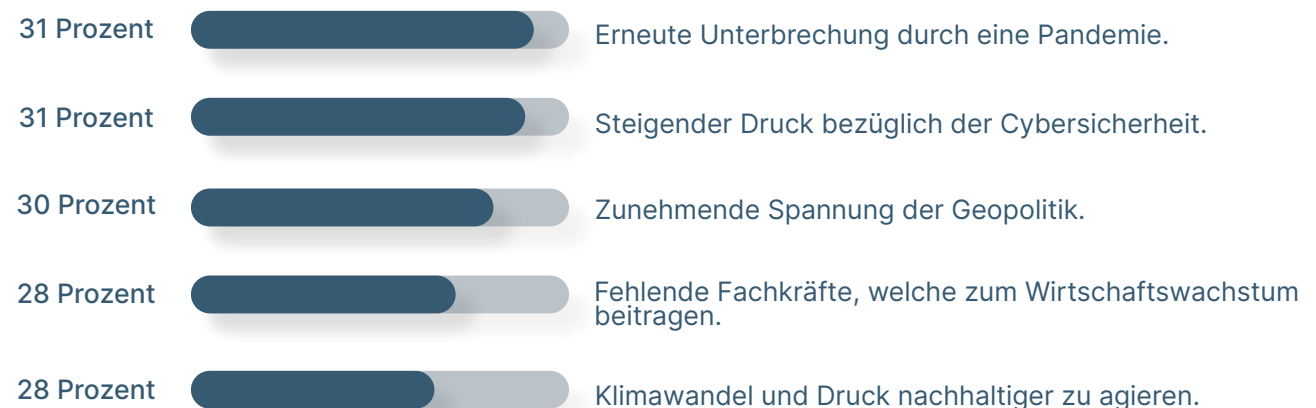 31 Prozent
Erneute Unterbrechung durch eine Pandemie.
31 Prozent
Steigender Druck bezüglich der Cybersicherheit.
30 Prozent
Zunehmende Spannung der Geopolitik.
28 Prozent
Fehlende Fachkräfte, welche zum Wirtschaftswachstum
beitragen.
28 Prozent
Klimawandel und Druck nachhaltiger zu agieren.